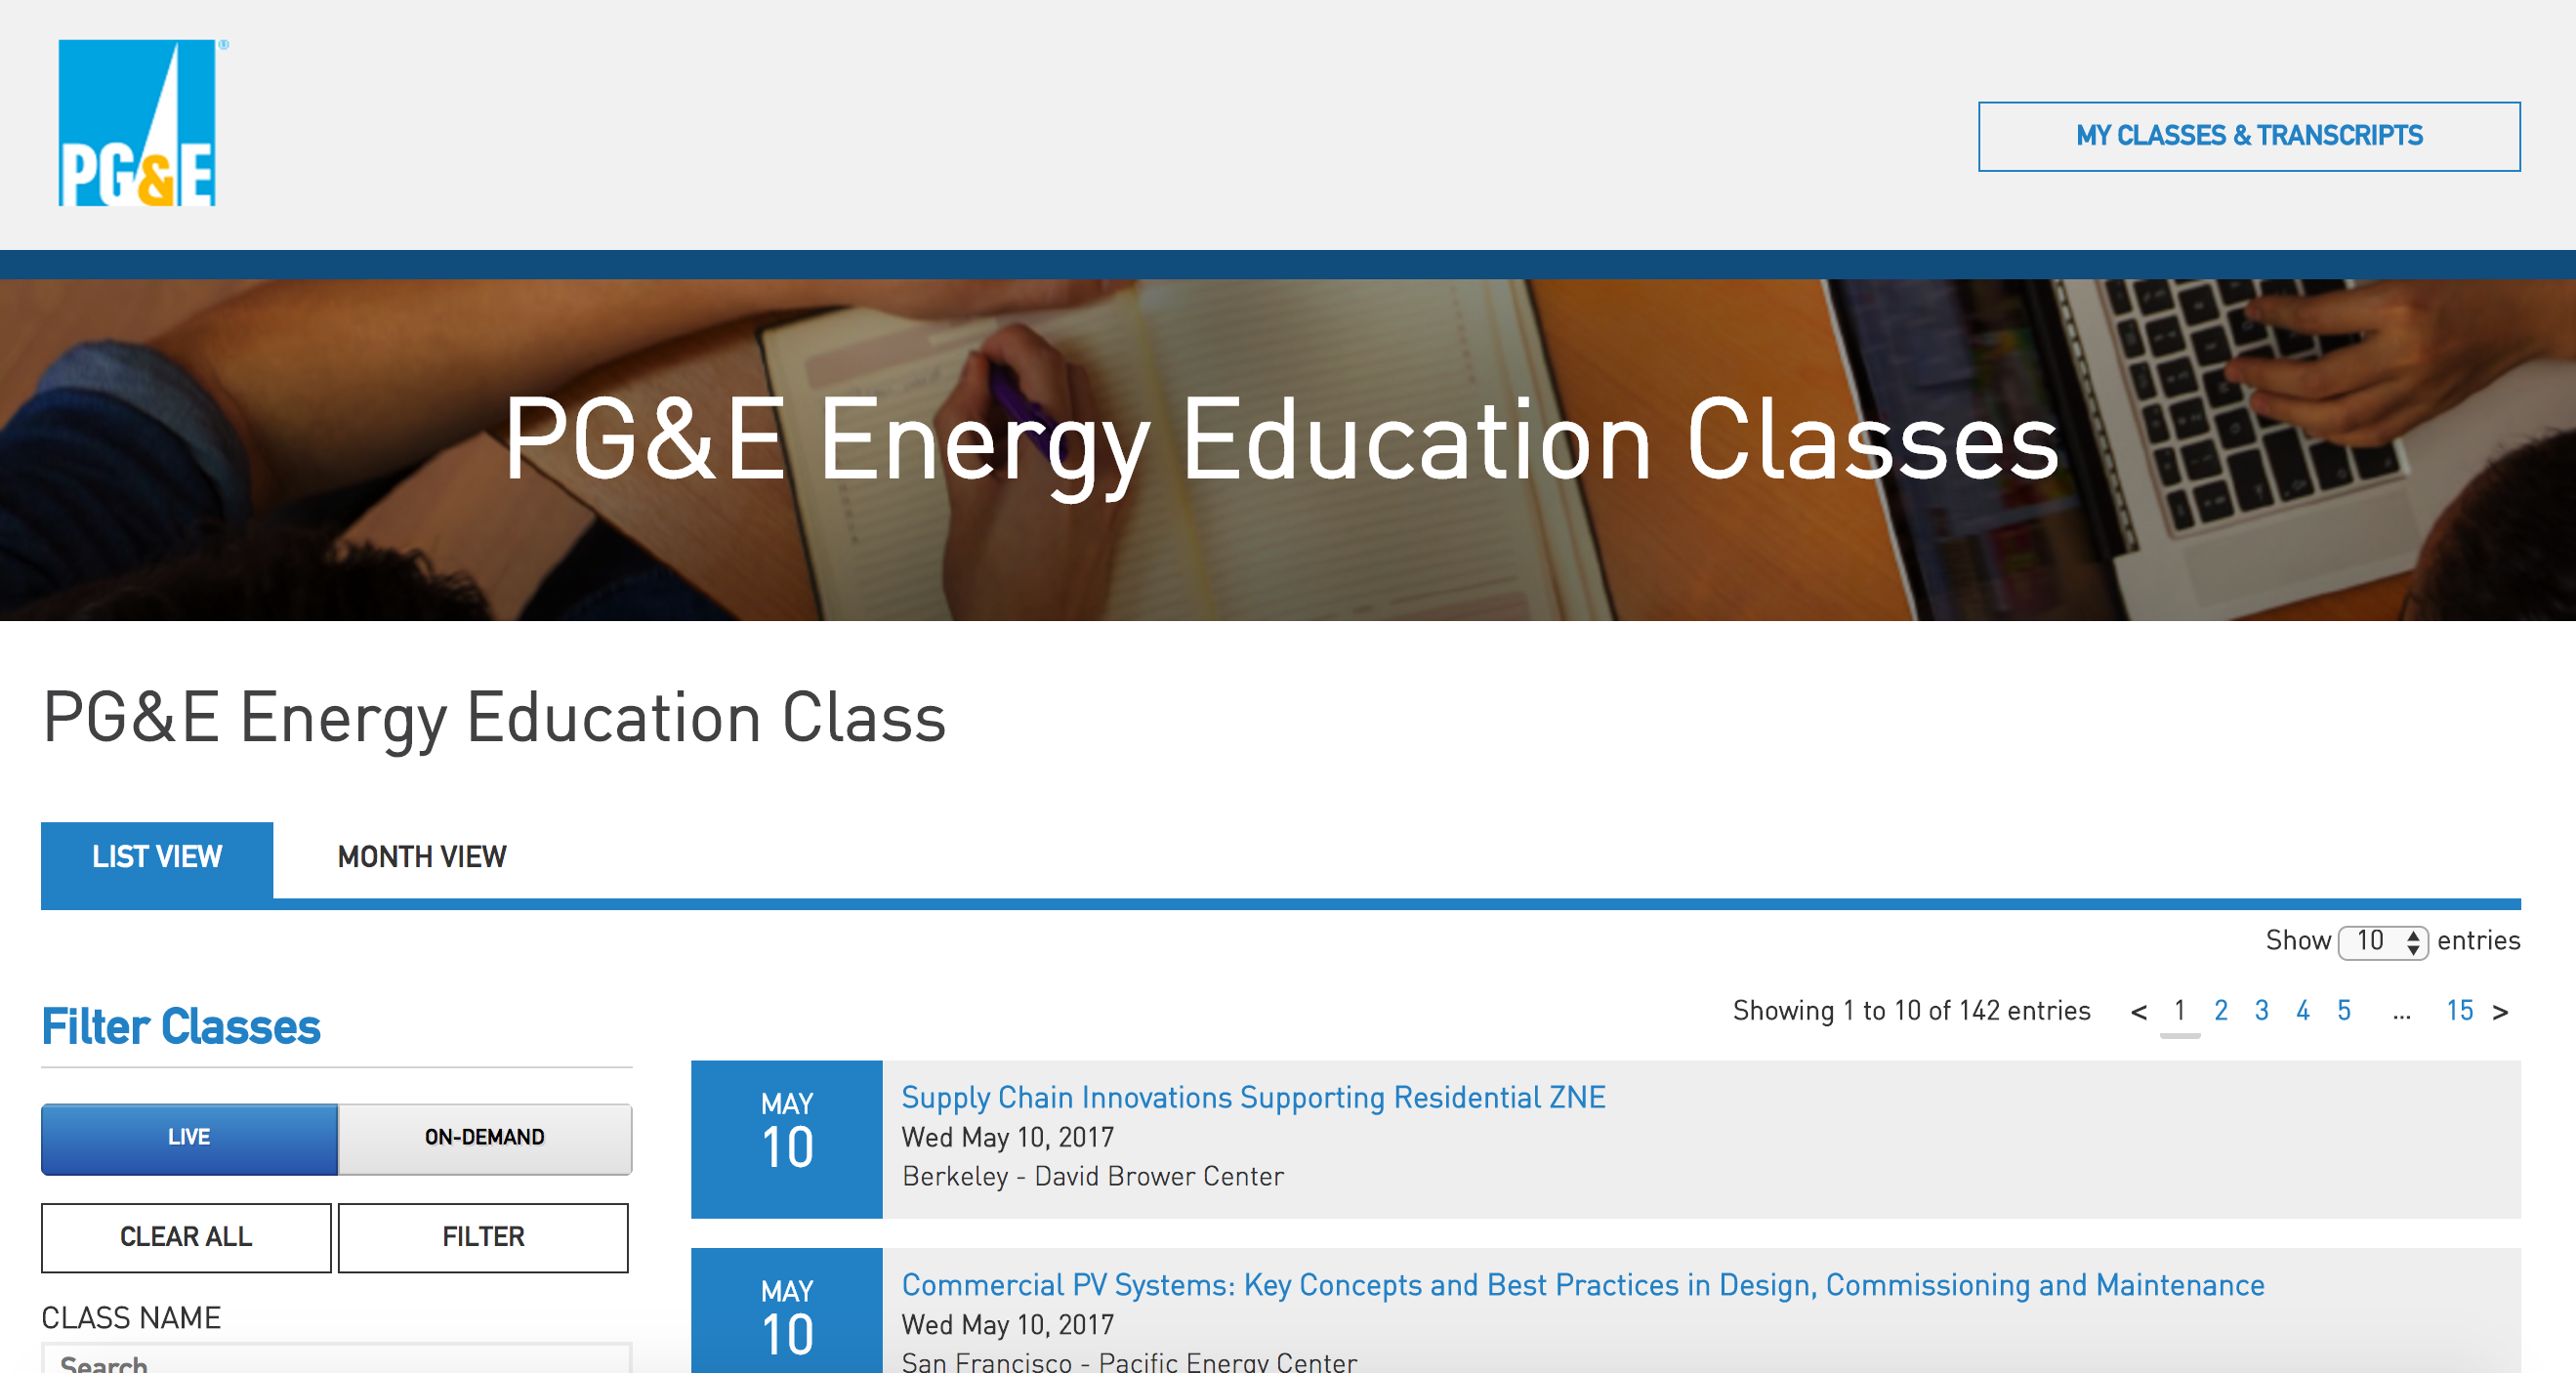 PG&E®
MY CLASSES & TRANSCRIPTS
PG&E Energy Education Classes
PG&E Energy Education Class
LIST VIEW
MONTH VIEW
Show 10 entries
Showing 1 to 10 of 142 entries < 1 2 3 4 5 ... 15 >
Filter Classes
LIVE
ON-DEMAND
CLEAR ALL
FILTER
CLASS NAME
Search
MAY
10
Supply Chain Innovations Supporting Residential ZNE
Wed May 10, 2017
Berkeley - David Brower Center
MAY
10
Commercial PV Systems: Key Concepts and Best Practices in Design, Commissioning and Maintenance
Wed May 10, 2017
San Francisco - Pacific Energy Center